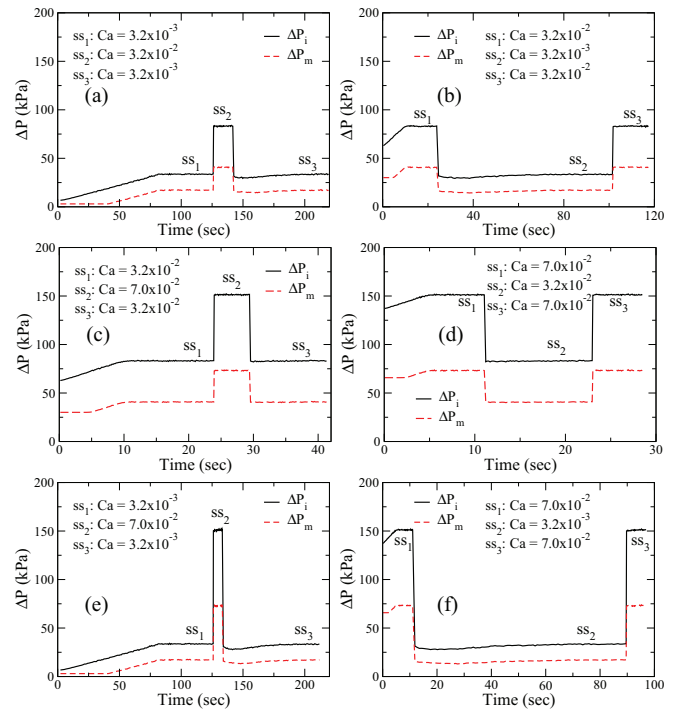 ss₁: Ca = 3.2x10⁻³
ss₂: Ca = 3.2x10⁻²
ss₃: Ca = 3.2x10⁻³
ΔPᵢ
ΔPₘ
(a)
ss₂
ss₁
ss₃
200
150
100
50
0
ΔP (kPa)
0 50 100 150 200
Time (sec)
ss₁: Ca = 3.2x10⁻²
ss₂: Ca = 3.2x10⁻³
ss₃: Ca = 3.2x10⁻²
ΔPᵢ
ΔPₘ
(b)
ss₁
ss₃
ss₂
200
150
100
50
0
ΔP (kPa)
0 40 80 120
Time (sec)
ss₁: Ca = 3.2x10⁻²
ss₂: Ca = 7.0x10⁻²
ss₃: Ca = 3.2x10⁻²
ΔPᵢ
ΔPₘ
(c)
ss₂
ss₁
ss₃
200
150
100
50
0
ΔP (kPa)
0 10 20 30 40
Time (sec)
ss₁: Ca = 7.0x10⁻²
ss₂: Ca = 3.2x10⁻²
ss₃: Ca = 7.0x10⁻²
ss₁
ss₃
(d)
ss₂
ΔPᵢ
ΔPₘ
200
150
100
50
0
ΔP (kPa)
0 10 20 30
Time (sec)
ss₁: Ca = 3.2x10⁻³
ss₂: Ca = 7.0x10⁻²
ss₃: Ca = 3.2x10⁻³
ΔPᵢ
ΔPₘ
ss₂
(e)
ss₁
ss₃
200
150
100
50
0
ΔP (kPa)
0 50 100 150 200
Time (sec)
ΔPᵢ
ΔPₘ
ss₁: Ca = 7.0x10⁻²
ss₂: Ca = 3.2x10⁻³
ss₃: Ca = 7.0x10⁻²
ss₁
ss₃
(f)
ss₂
200
150
100
50
0
ΔP (kPa)
0 20 40 60 80 100
Time (sec)